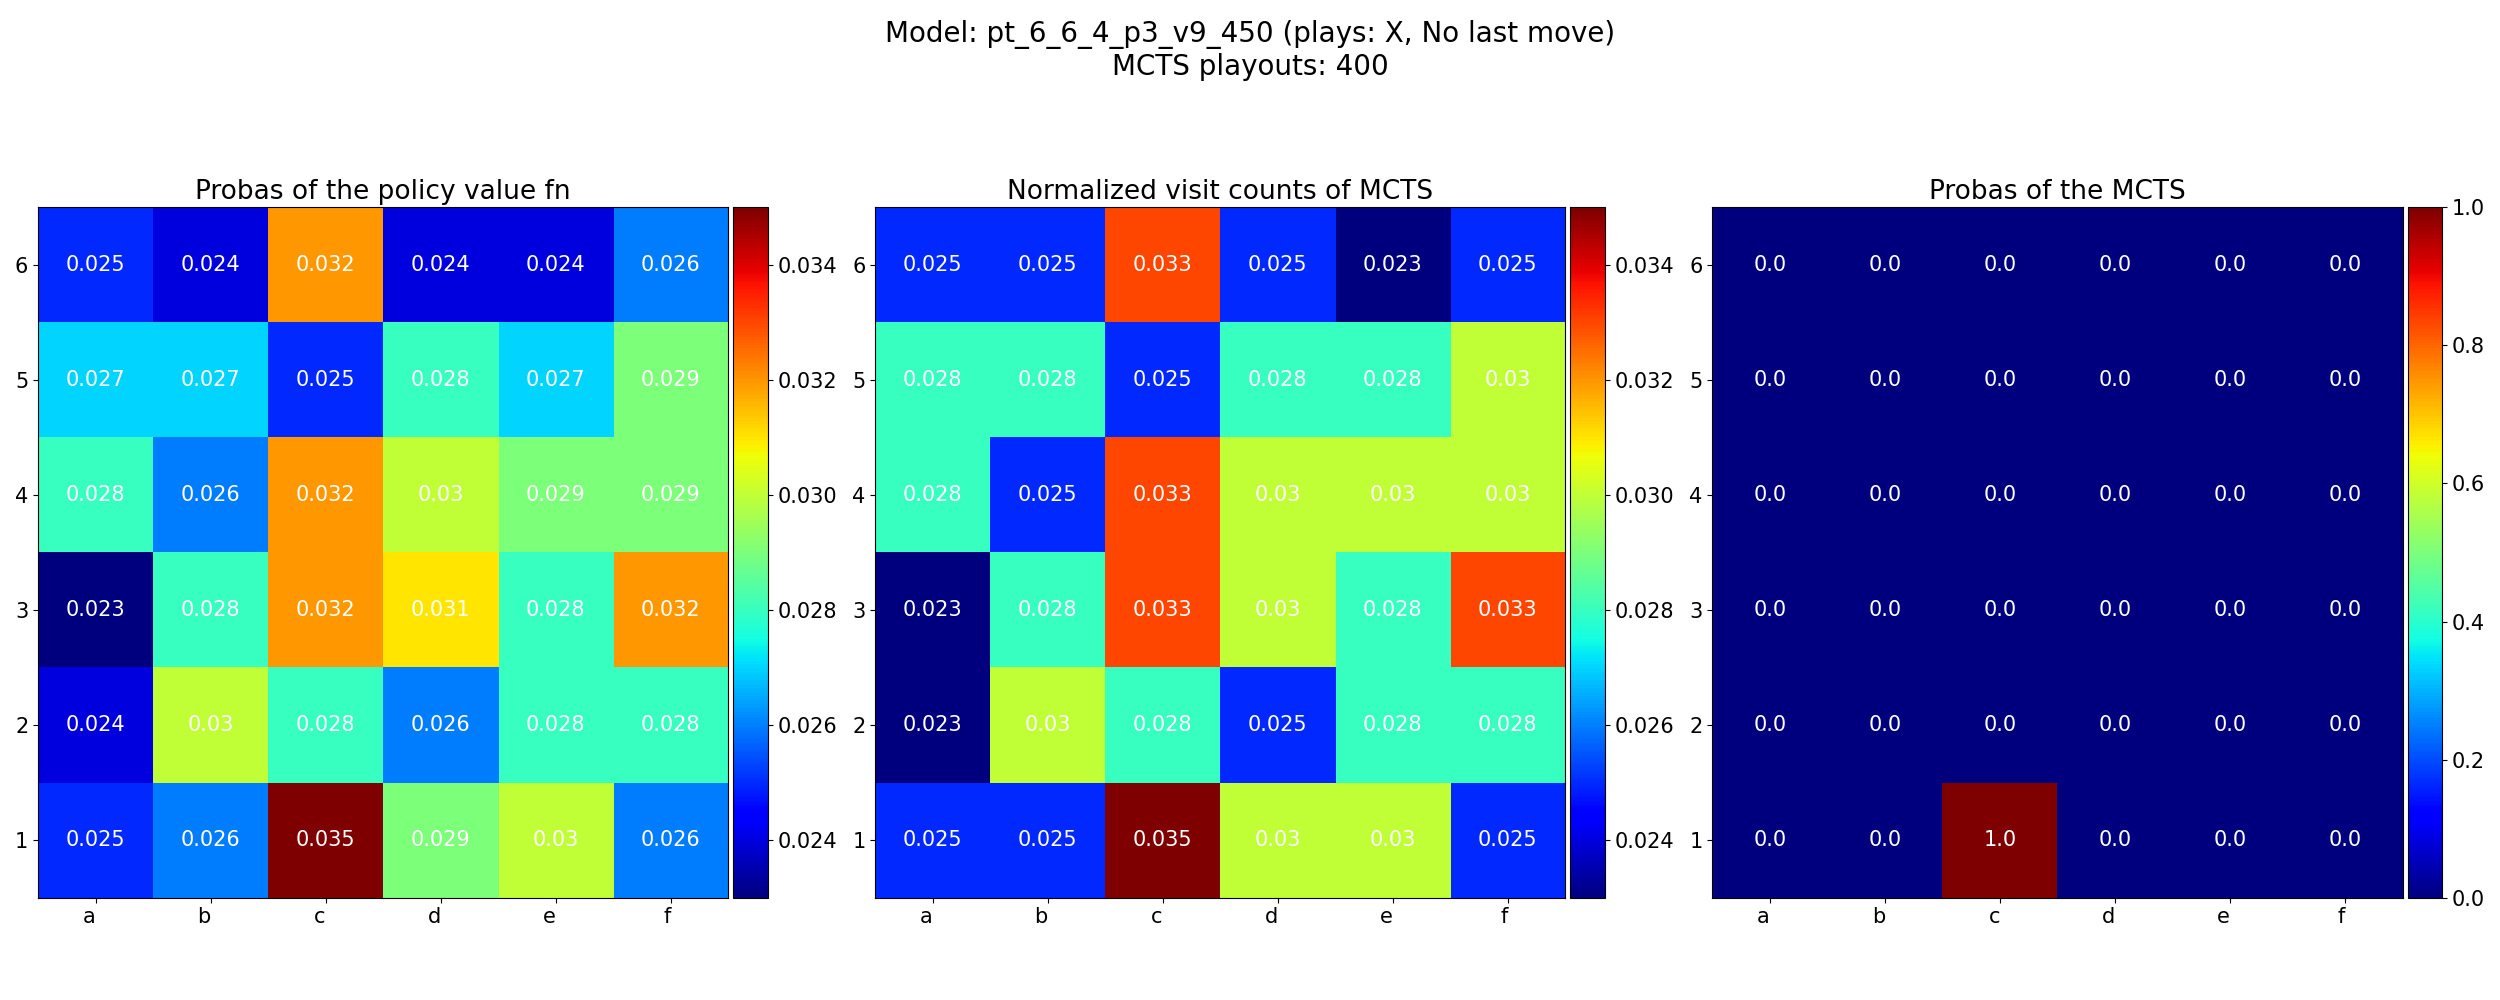 Model: pt_6_6_4_p3_v9_450 (plays: X, No last move)
MCTS playouts: 400
Probas of the policy value fn
6 0.025 0.024 0.032 0.024 0.024 0.026 0.034
5 0.027 0.027 0.025 0.028 0.027 0.029 0.032
4 0.028 0.026 0.032 0.03 0.029 0.029 0.030
3 0.023 0.028 0.032 0.031 0.028 0.032 0.028
2 0.024 0.03 0.028 0.026 0.028 0.028 0.026
1 0.025 0.026 0.035 0.029 0.03 0.026 0.024
a b c d e f
Normalized visit counts of MCTS
6 0.025 0.025 0.033 0.025 0.023 0.025 0.034
5 0.028 0.028 0.025 0.028 0.028 0.03 0.032
4 0.028 0.025 0.033 0.03 0.03 0.03 0.030
3 0.023 0.028 0.033 0.03 0.028 0.033 0.028
2 0.023 0.03 0.028 0.025 0.028 0.028 0.026
1 0.025 0.025 0.035 0.03 0.03 0.025 0.024
a b c d e f
Probas of the MCTS
1.0
6 0.0 0.0 0.0 0.0 0.0 0.0
0.8
5 0.0 0.0 0.0 0.0 0.0 0.0
4 0.0 0.0 0.0 0.0 0.0 0.0
0.6
0.4
3 0.0 0.0 0.0 0.0 0.0 0.0
2 0.0 0.0 0.0 0.0 0.0 0.0
0.2
1 0.0 0.0 1.0 0.0 0.0 0.0
0.0
a b c d e f